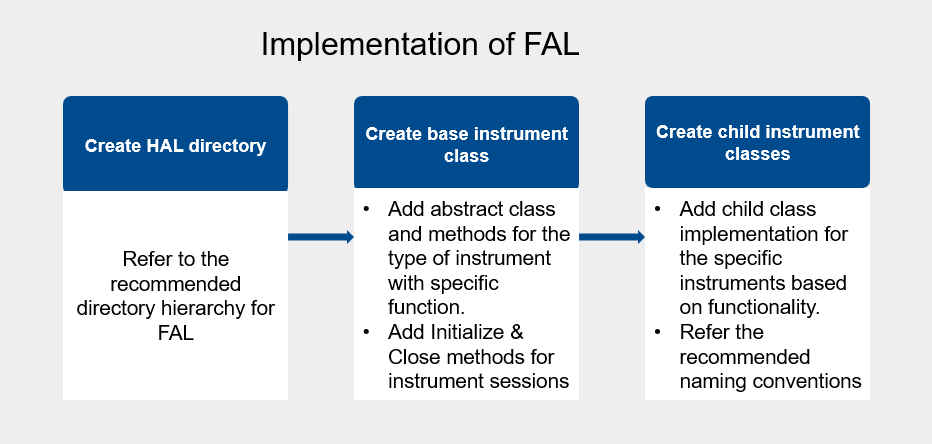 Implementation of FAL
Create HAL directory
Refer to the
recommended
directory hierarchy for
FAL
Create base instrument
class
• Add abstract class
and methods for the
type of instrument
with specific
function.
• Add Initialize &
Close methods for
instrument sessions
Create child instrument
classes
• Add child class
implementation for
the specific
instruments based
on functionality.
• Refer the
recommended
naming conventions